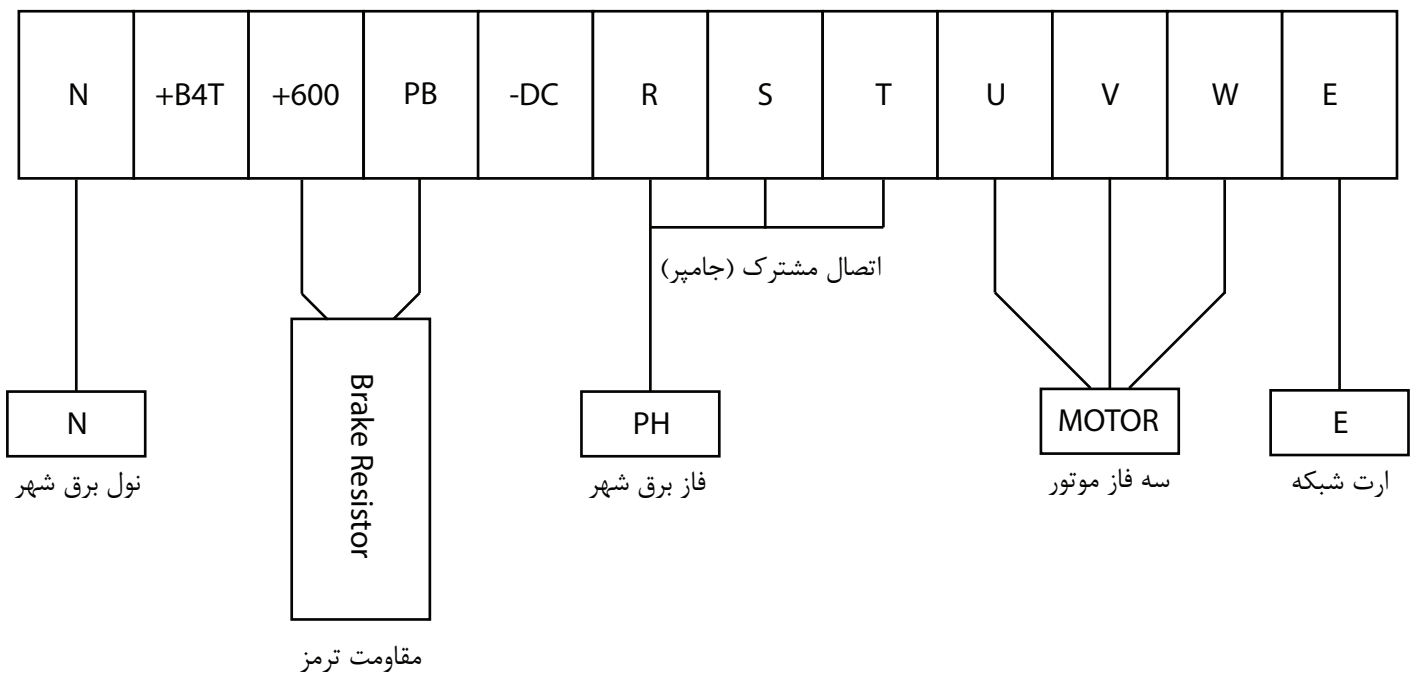 N +B4T +600 PB -DC R S T U V W E
اتصال مشترک (جامپر)
Brake Resistor
N
PH
MOTOR
E
نول برق شهر
فاز برق شهر
سه فاز موتور
ارت شبکه
مقاومت ترمز